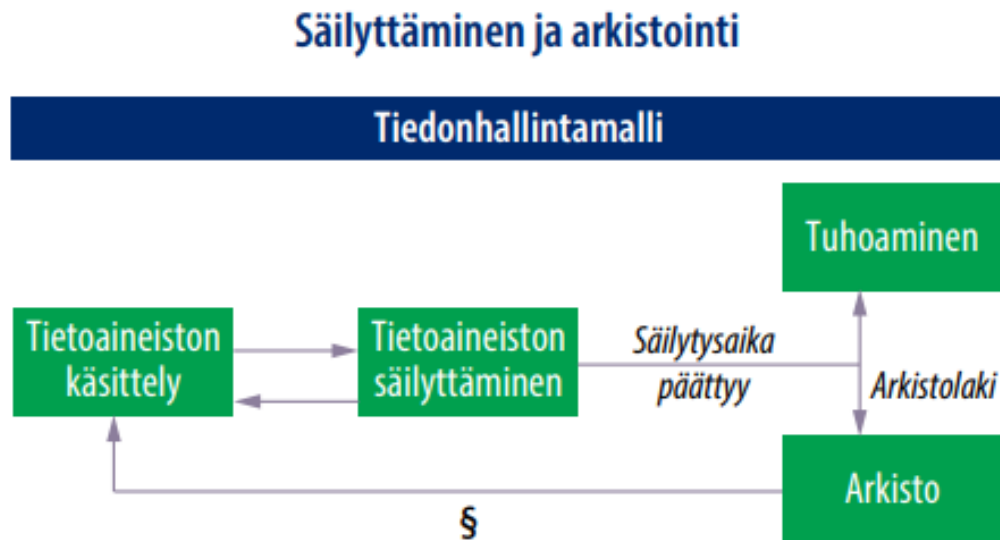 Säilyttäminen ja arkistointi
Tiedonhallintamalli
Tuhoaminen
Tietoaineiston
käsittely
Tietoaineiston
säilyttäminen
Säilytysaika
päättyy
Arkistolaki
Arkisto
§